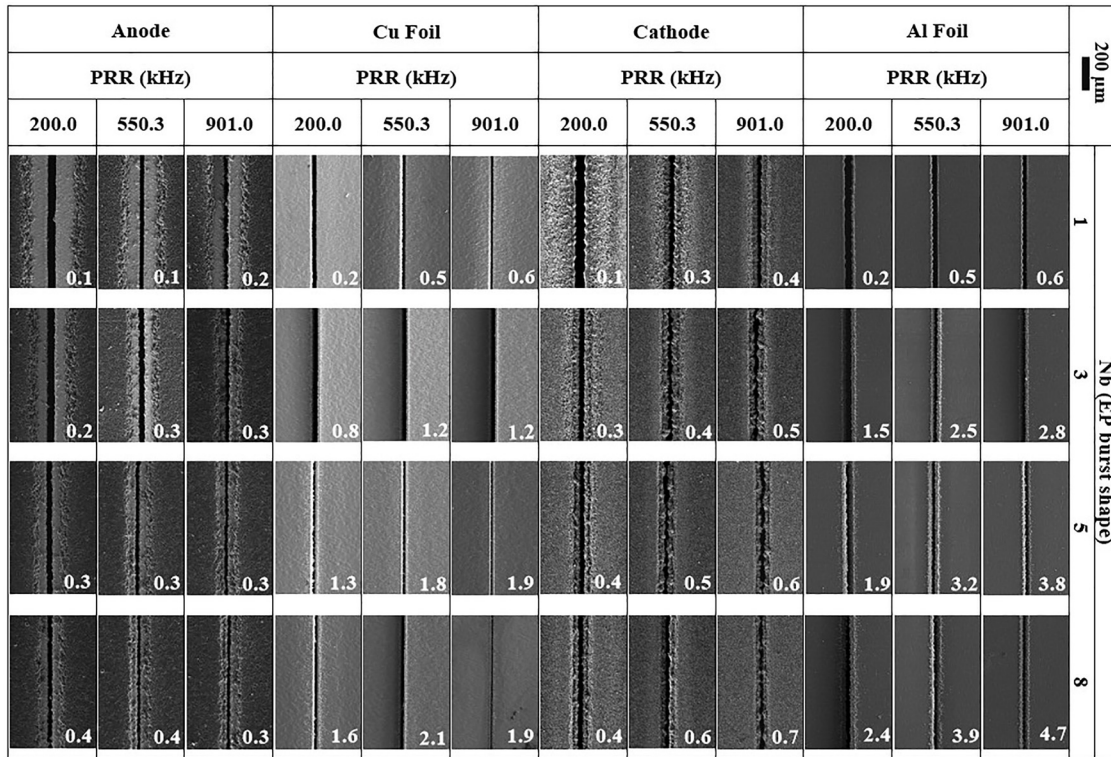 Anode Cu Foil Cathode Al Foil
PRR (kHz) PRR (kHz) PRR (kHz) PRR (kHz)
200.0 550.3 901.0 200.0 550.3 901.0 200.0 550.3 901.0 200.0 550.3 901.0
200 µm
0.1 0.1 0.2 0.2 0.5 0.6 0.1 0.3 0.4 0.2 0.5 0.6
1
0.2 0.3 0.3 0.8 1.2 1.2 0.3 0.4 0.5 1.5 2.5 2.8
3
0.3 0.3 0.3 1.3 1.8 1.9 0.4 0.5 0.6 1.9 3.2 3.8
5
0.4 0.4 0.3 1.6 2.1 1.9 0.4 0.6 0.7 2.4 3.9 4.7
8
Nb (EP burst shape)